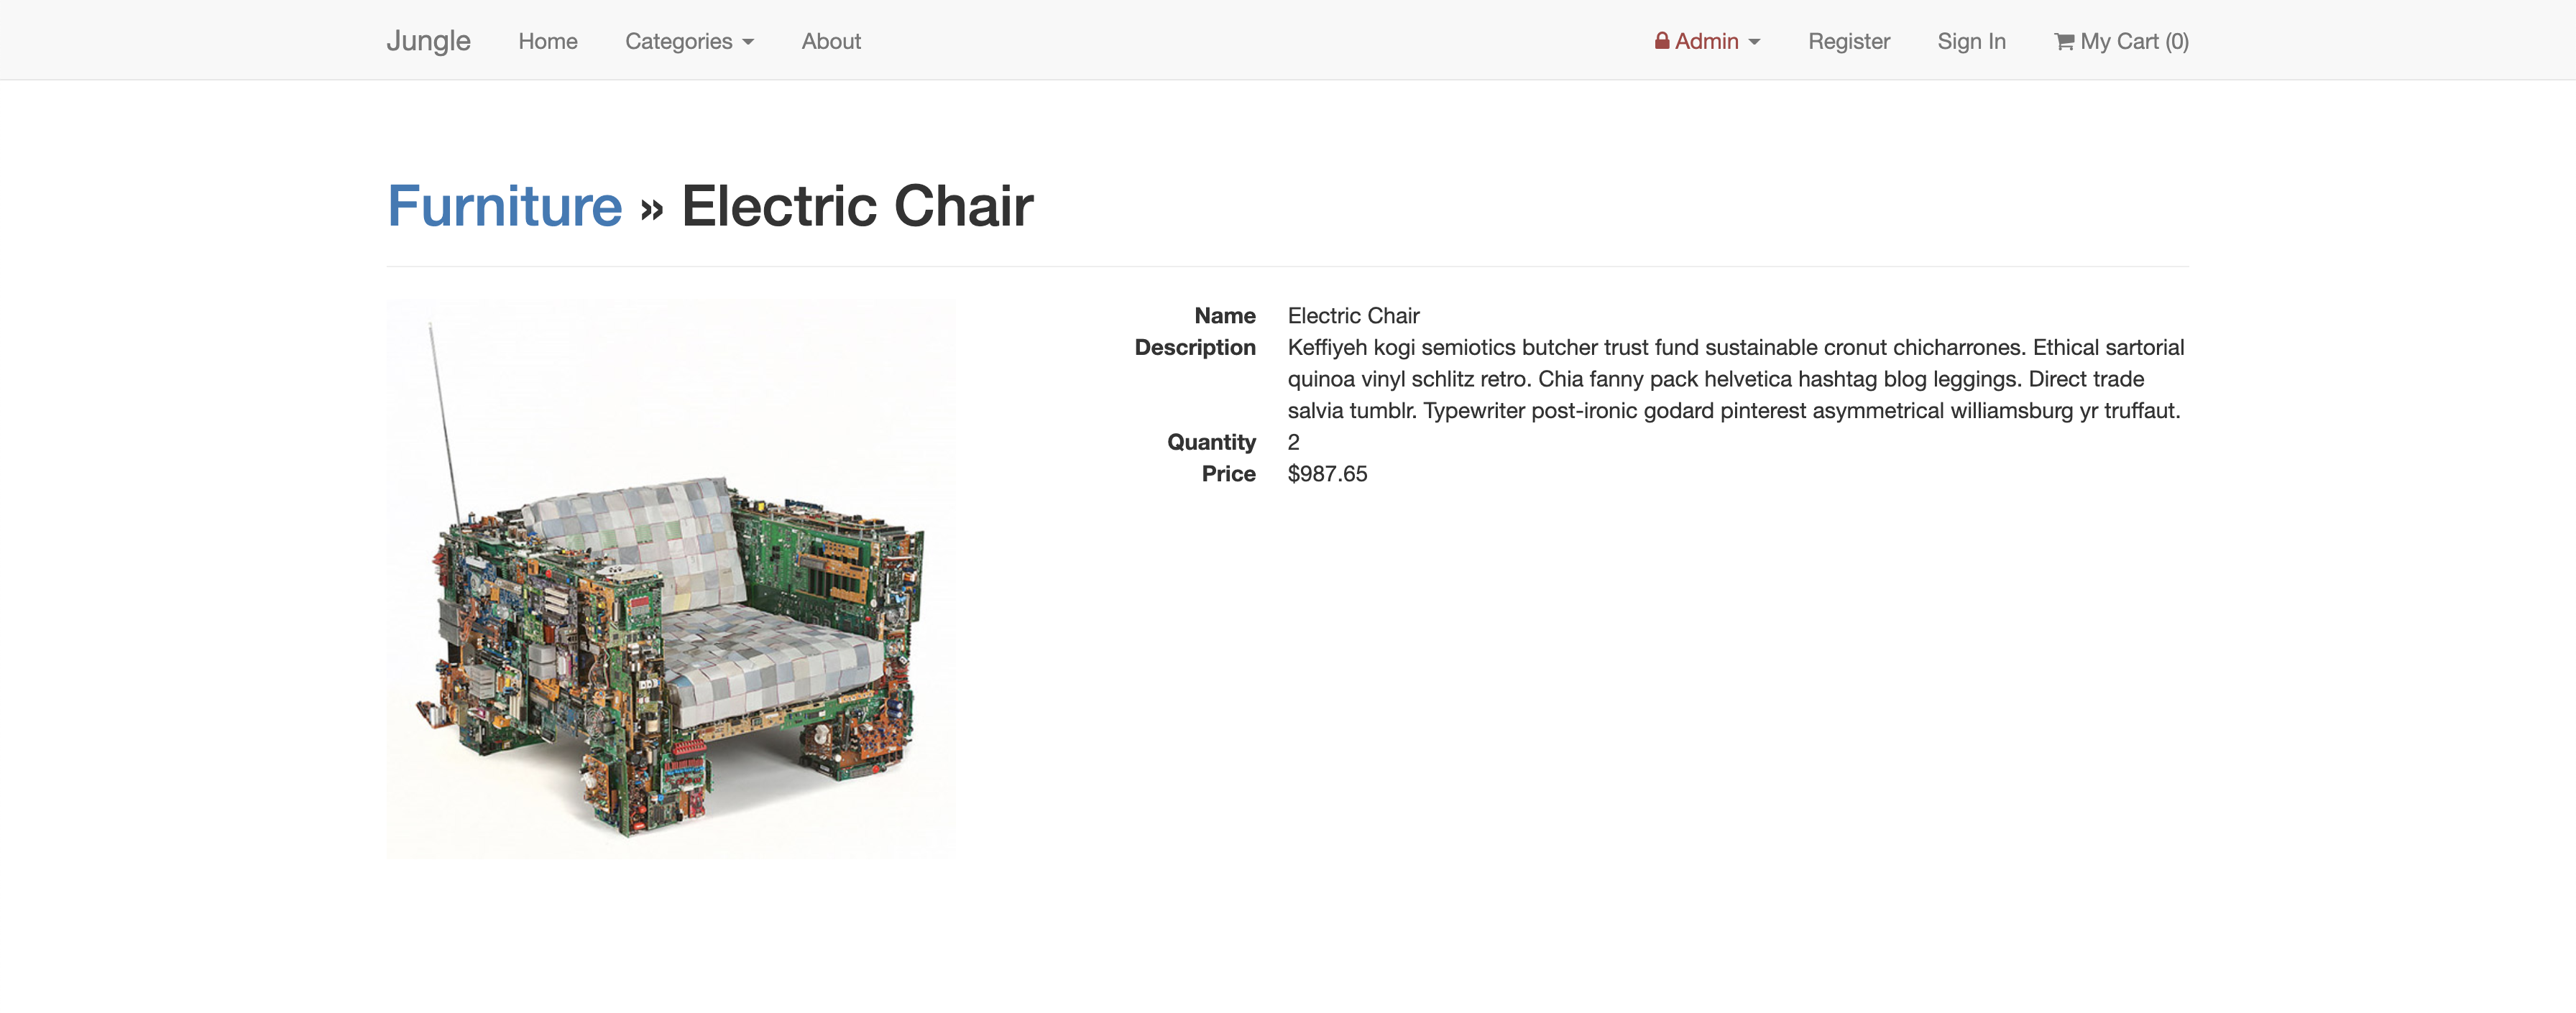 Jungle Home Categories About Admin Register Sign In My Cart (0)
Furniture » Electric Chair
Name Electric Chair
Description Keffiyeh kogi semiotics butcher trust fund sustainable cronut chicharrones. Ethical sartorial
quinoa vinyl schlitz retro. Chia fanny pack helvetica hashtag blog leggings. Direct trade
salvia tumblr. Typewriter post-ironic godard pinterest asymmetrical williamsburg yr truffaut.
Quantity 2
Price $987.65